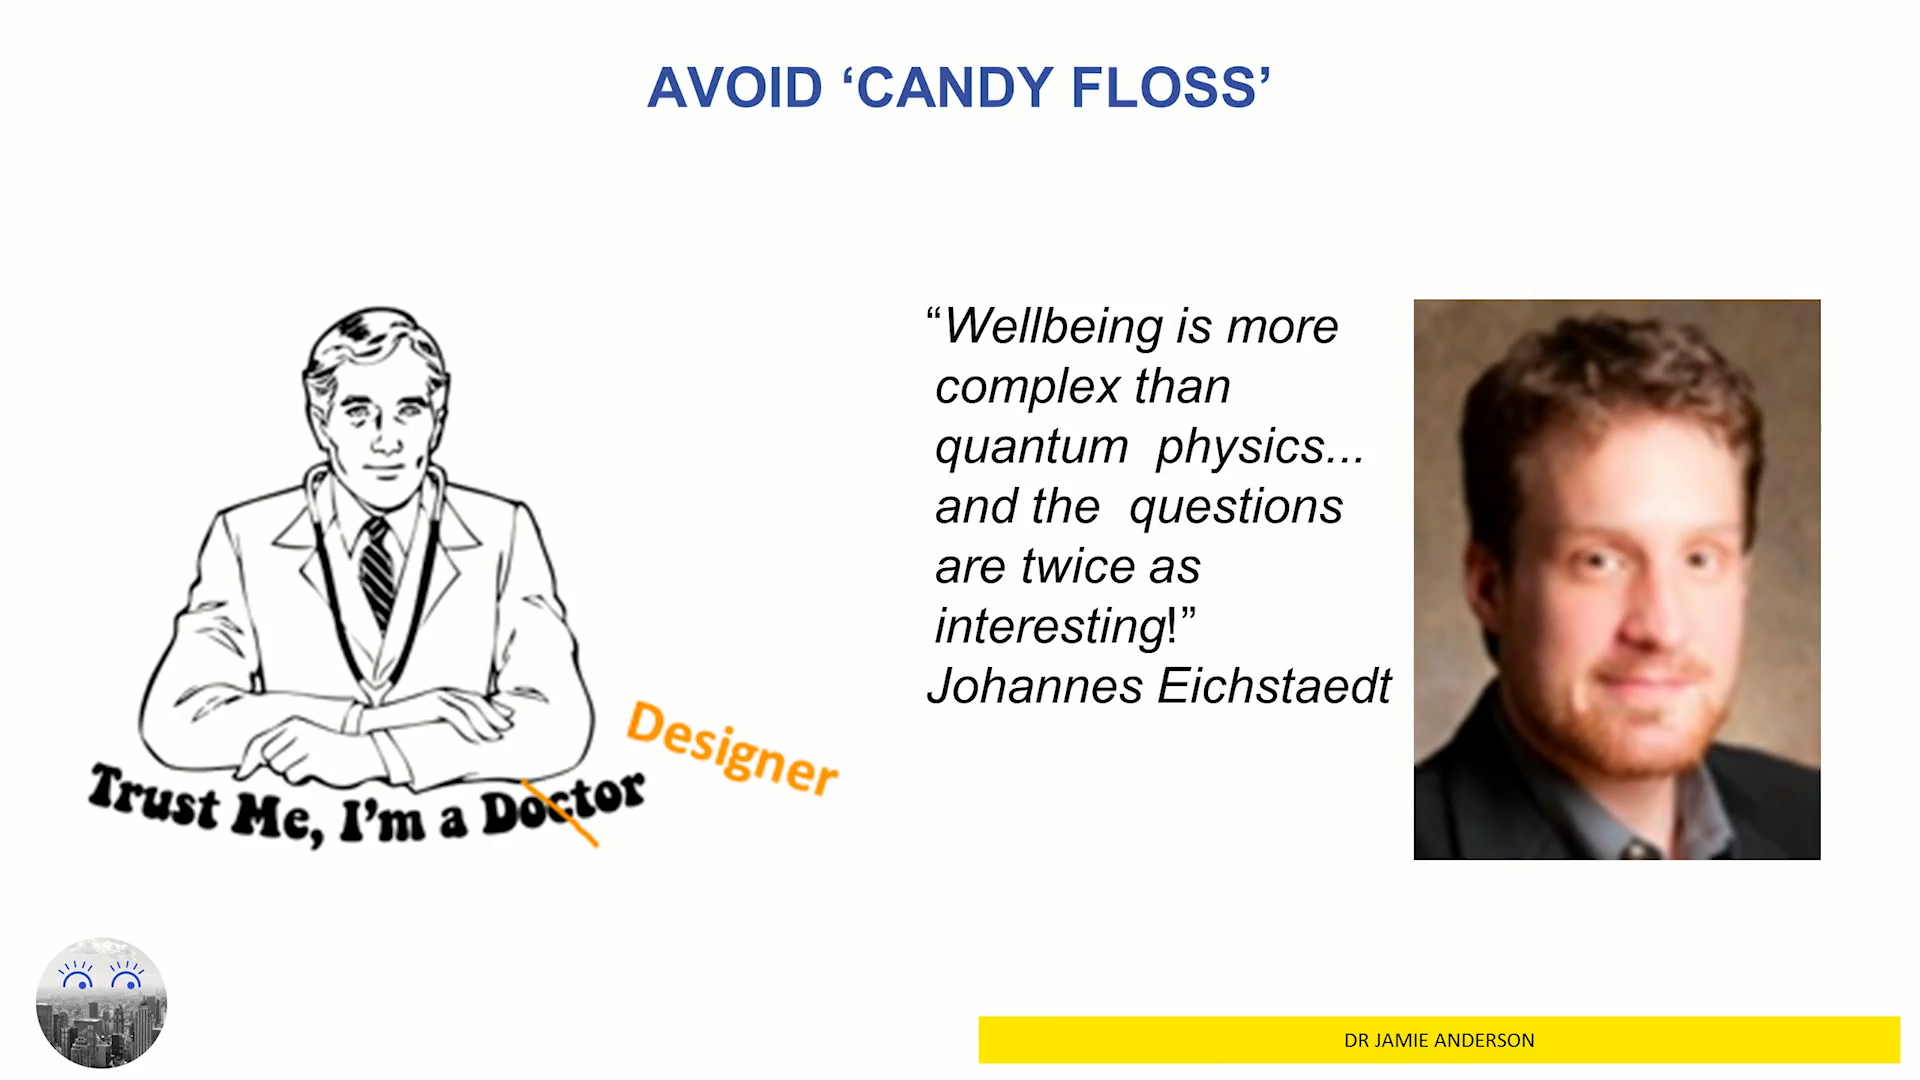 AVOID ‘CANDY FLOSS’
“Wellbeing is more
complex than
quantum physics...
and the questions
are twice as
interesting!”
Johannes Eichstaedt
Designer
Trust Me, I'm a Doctor
DR JAMIE ANDERSON